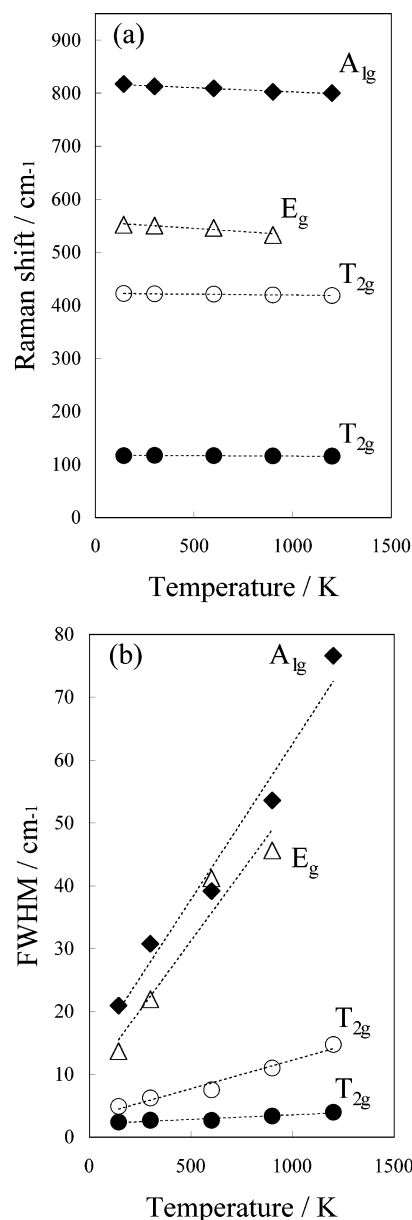 (a)
900
800
700
600
500
400
300
200
100
0
A1g
Eg
T2g
T2g
Raman shift / cm-1
0 500 1000 1500
Temperature / K
(b)
80
70
60
50
40
30
20
10
0
A1g
Eg
T2g
T2g
FWHM / cm-1
0 500 1000 1500
Temperature / K